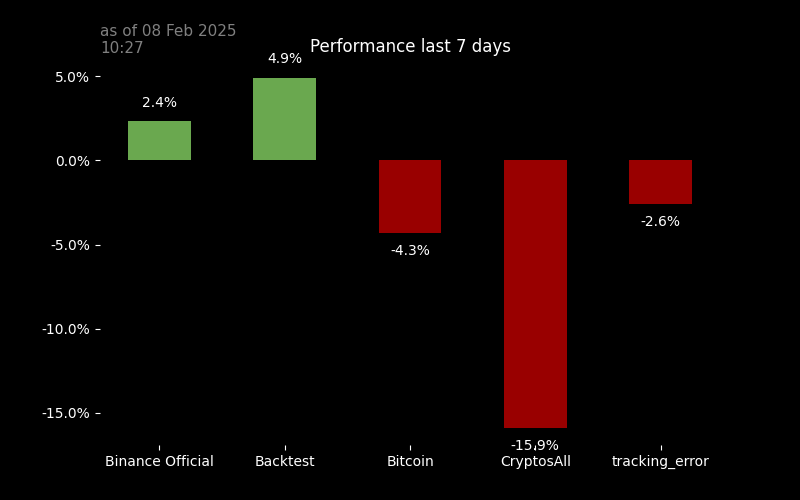 as of 08 Feb 2025
10:27
Performance last 7 days
4.9%
5.0%
2.4%
0.0%
-2.6%
-5.0%
-4.3%
-10.0%
-15.0%
-15.9%
Binance Official
Backtest
Bitcoin
CryptosAll
tracking_error